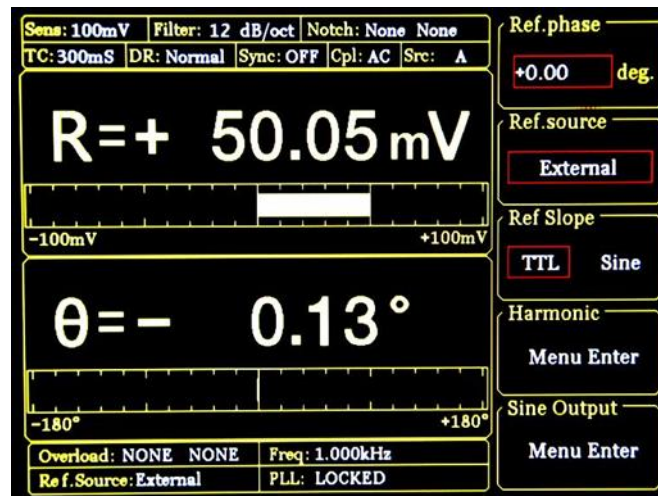 Sens: 100mV Filter: 12 dB/oct Notch: None None
TC: 300mS DR: Normal Sync: OFF Cpl: AC Src: A
R=+ 50.05 mV
-100mV +100mV
θ=- 0.13°
-180° +180°
Overload: NONE NONE Freq: 1.000kHz
Ref.Source: External PLL: LOCKED
Ref.phase
+0.00 deg.
Ref.source
External
Ref Slope
TTL Sine
Harmonic
Menu Enter
Sine Output
Menu Enter